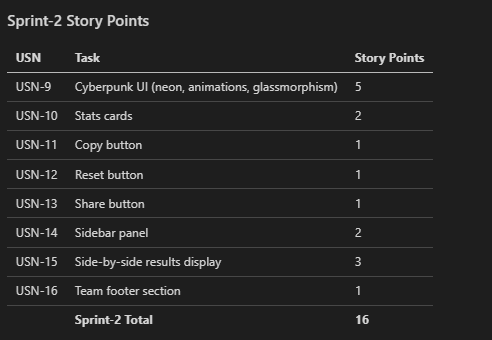 Sprint-2 Story Points
USN Task Story Points
USN-9 Cyberpunk UI (neon, animations, glassmorphism) 5
USN-10 Stats cards 2
USN-11 Copy button 1
USN-12 Reset button 1
USN-13 Share button 1
USN-14 Sidebar panel 2
USN-15 Side-by-side results display 3
USN-16 Team footer section 1
Sprint-2 Total 16